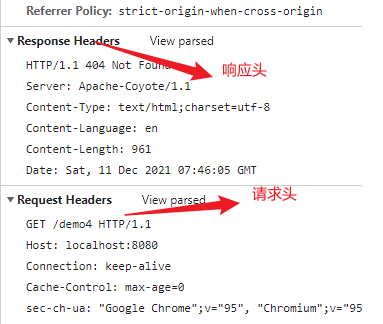 Referrer Policy: strict-origin-when-cross-origin
Response Headers View parsed
HTTP/1.1 404 Not Found
响应头
Server: Apache-Coyote/1.1
Content-Type: text/html;charset=utf-8
Content-Language: en
Content-Length: 961
Date: Sat, 11 Dec 2021 07:46:05 GMT
Request Headers View parsed
请求头
GET /demo4 HTTP/1.1
Host: localhost:8080
Connection: keep-alive
Cache-Control: max-age=0
sec-ch-ua: "Google Chrome";v="95", "Chromium";v="95